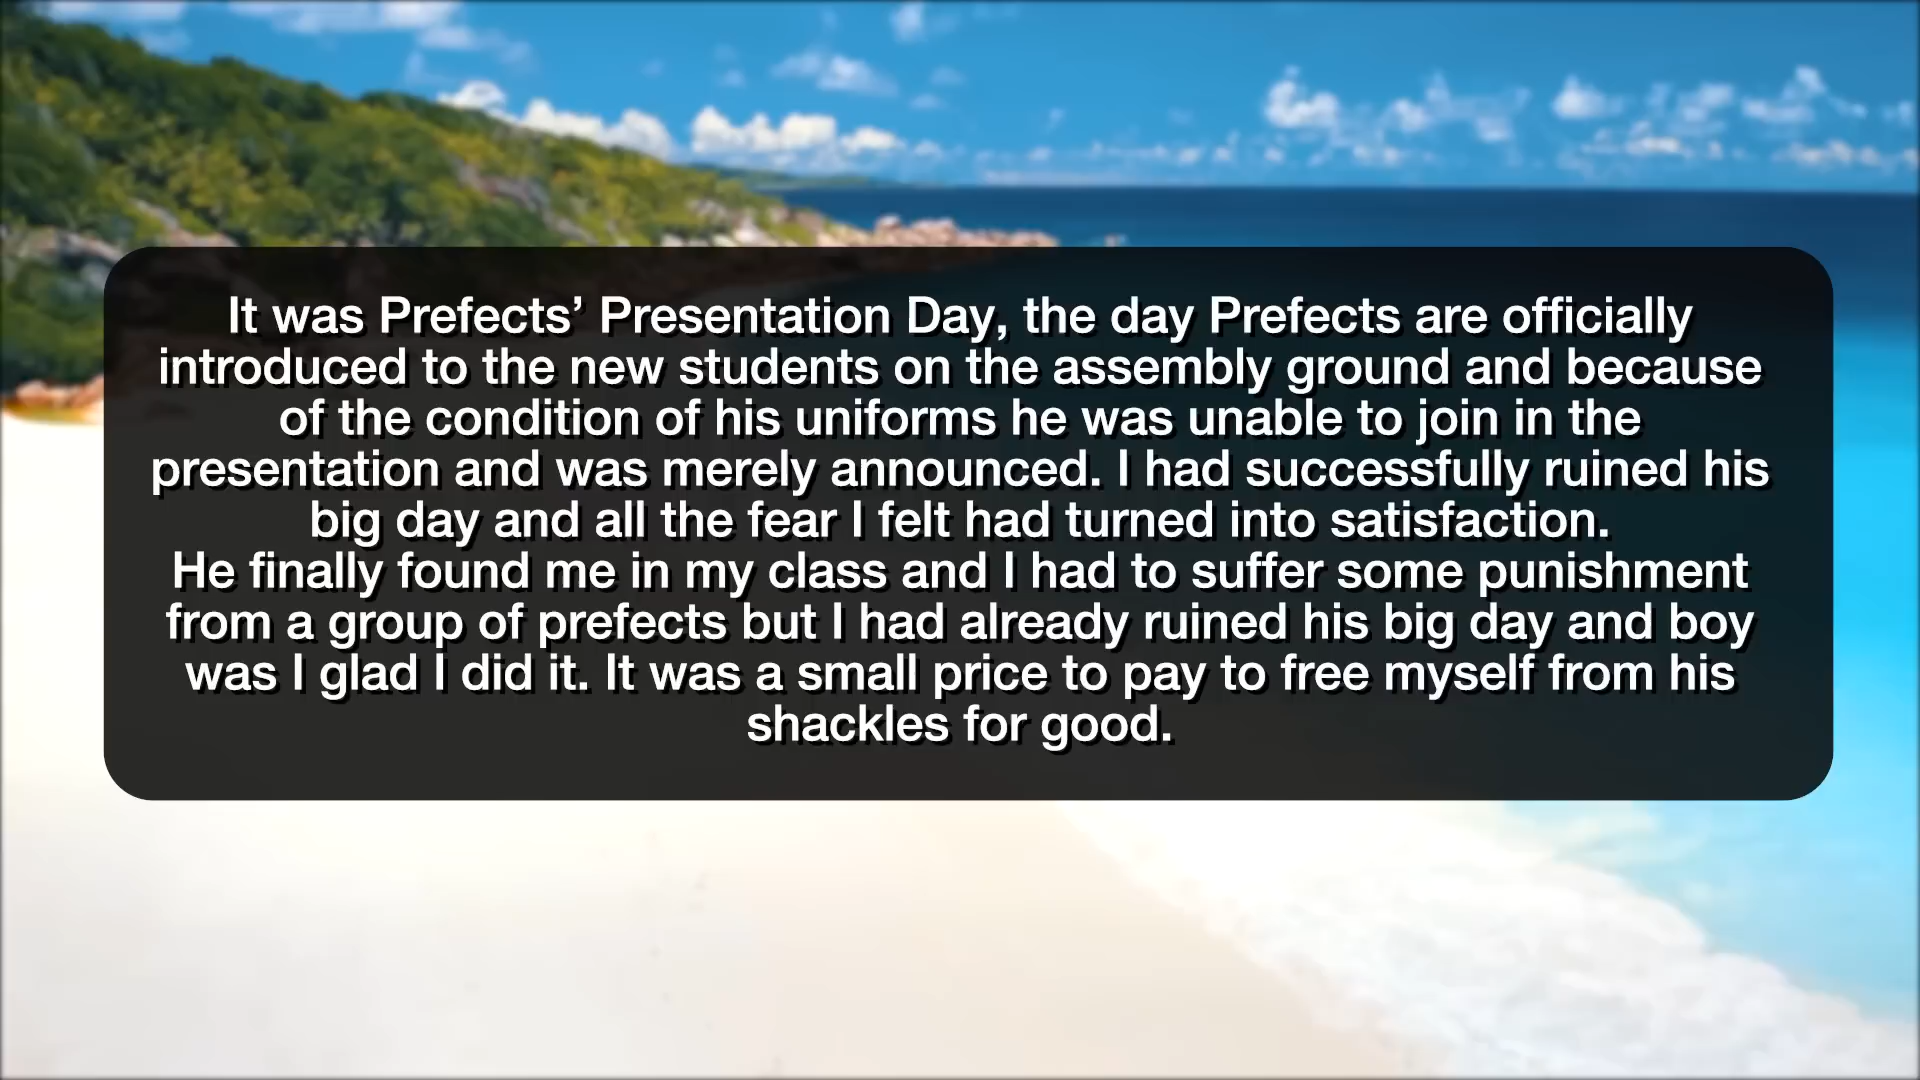 It was Prefects’ Presentation Day, the day Prefects are officially
introduced to the new students on the assembly ground and because
of the condition of his uniforms he was unable to join in the
presentation and was merely announced. I had successfully ruined his
big day and all the fear I felt had turned into satisfaction.
He finally found me in my class and I had to suffer some punishment
from a group of prefects but I had already ruined his big day and boy
was I glad I did it. It was a small price to pay to free myself from his
shackles for good.